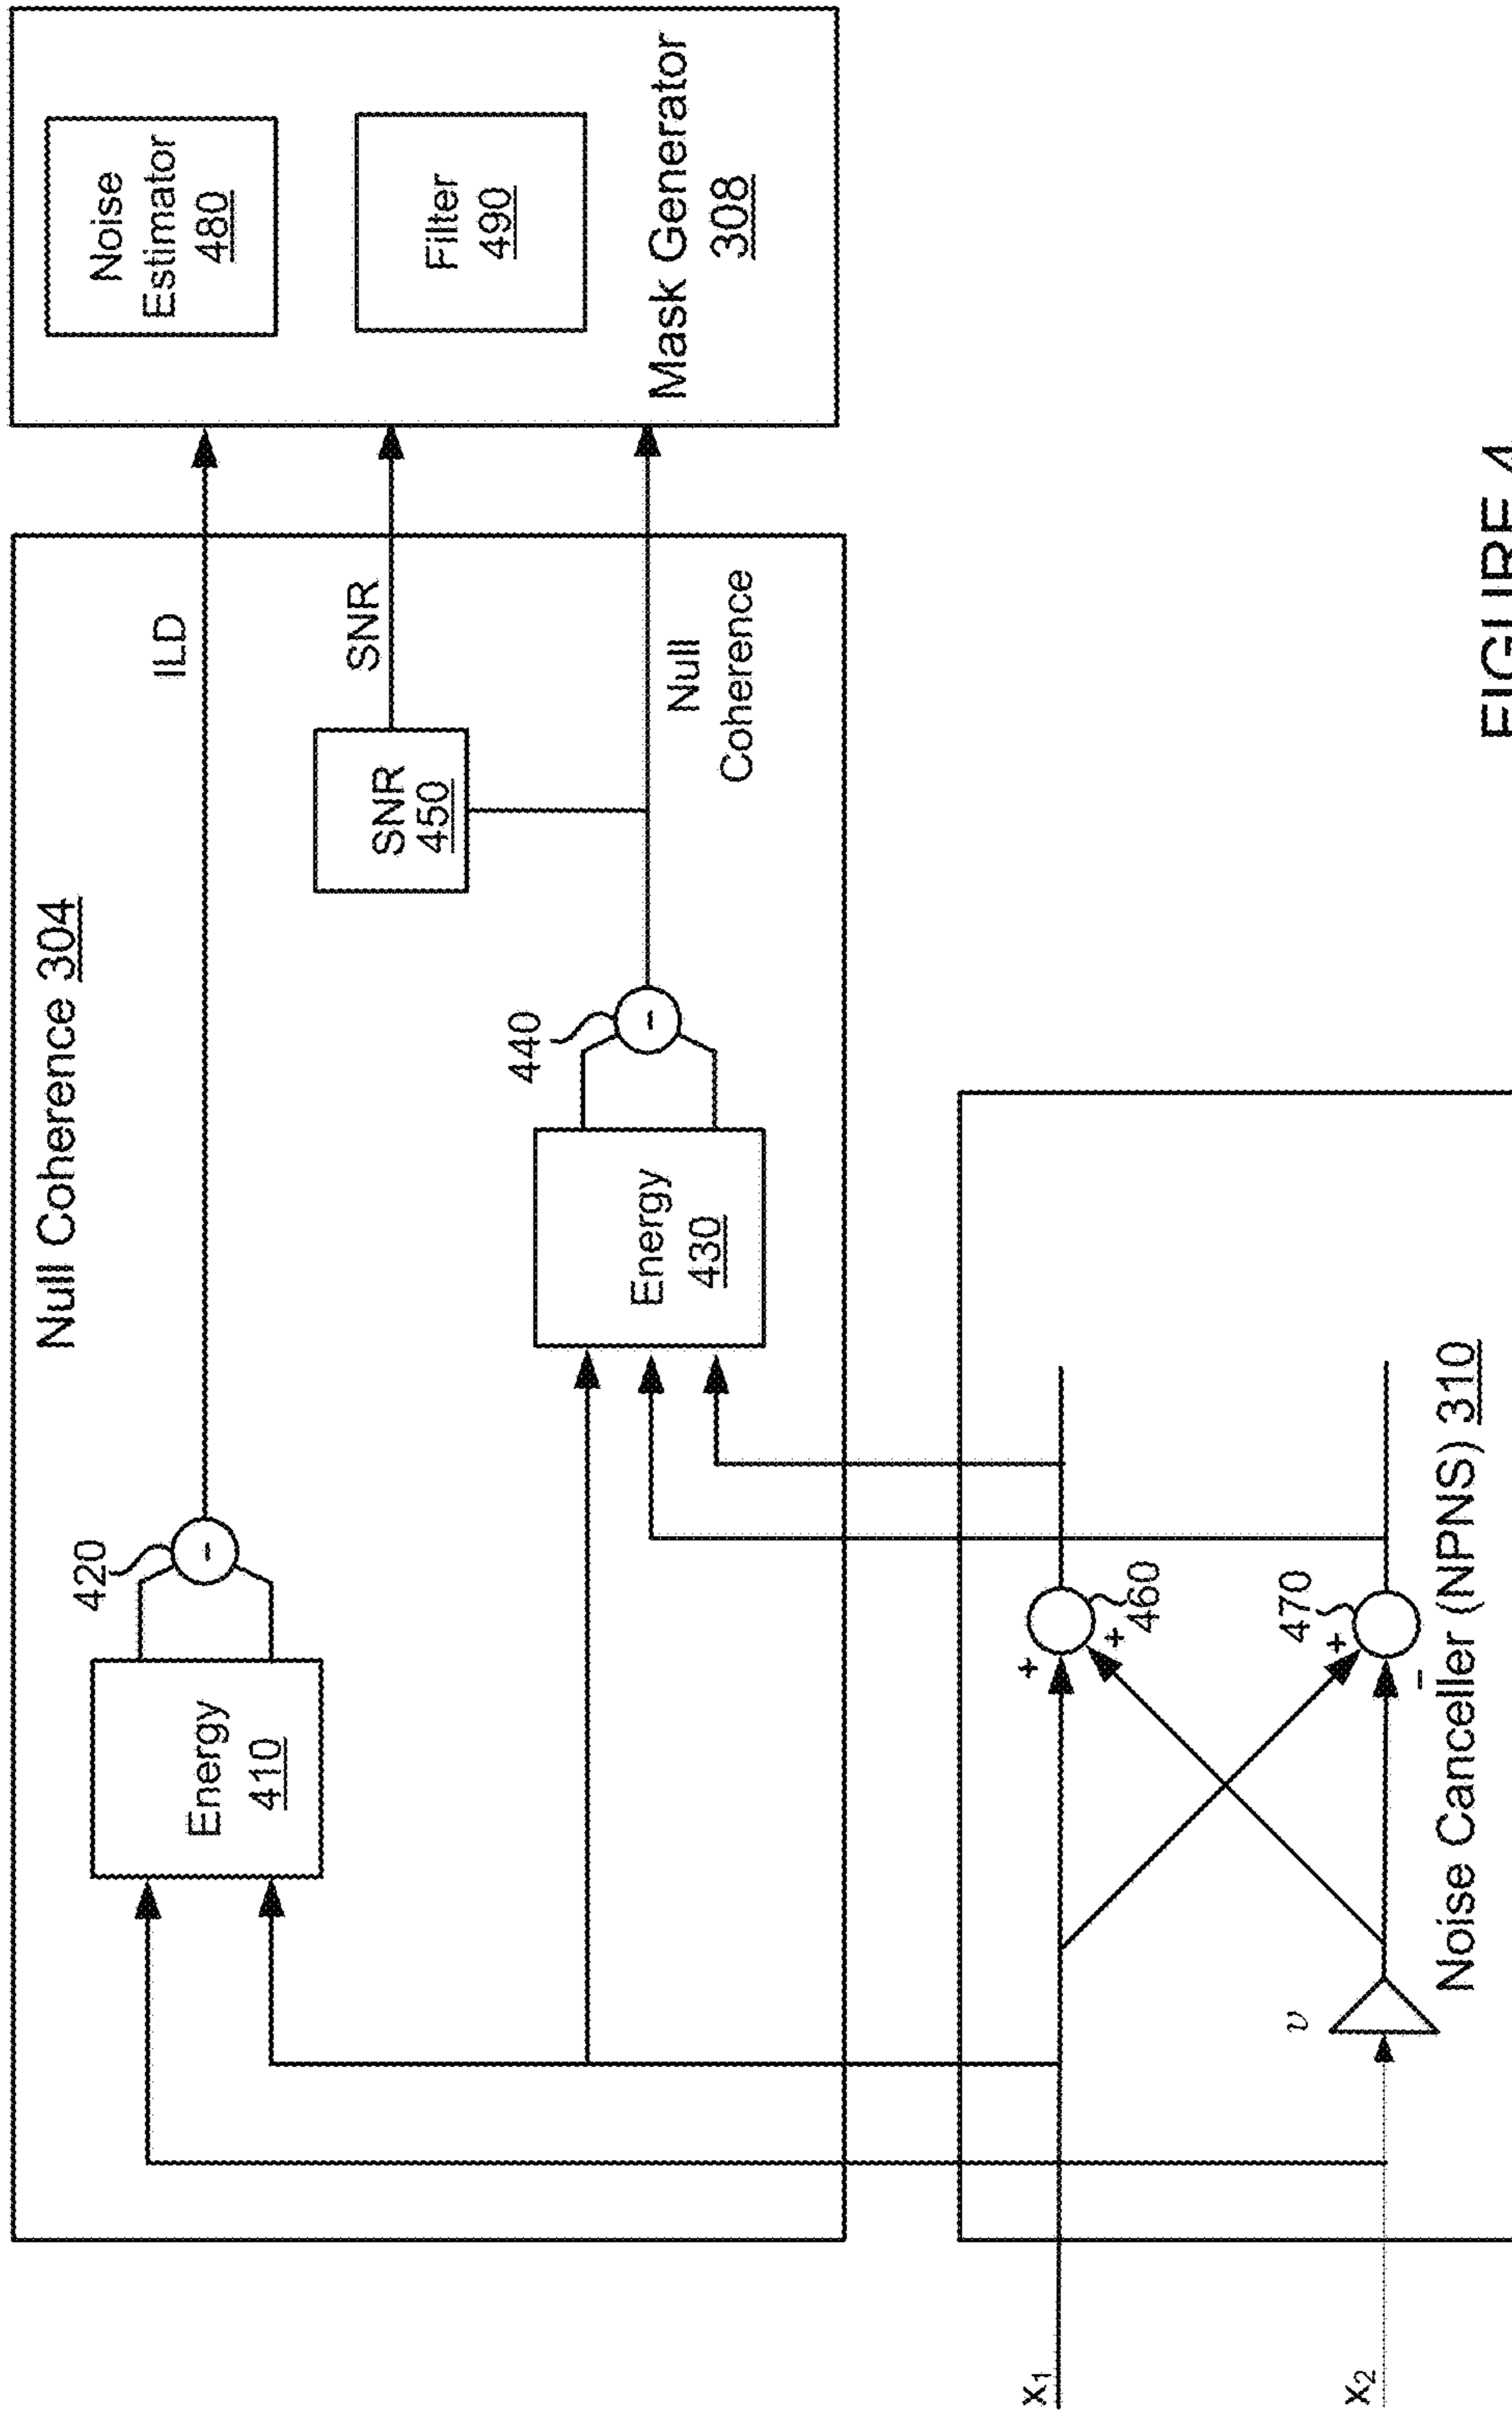 Null Coherence 304
Energy
410
420
-
ILD
Energy
430
440
-
SNR
450
SNR
Null
Coherence
Noise
Estimator
480
Filter
490
Mask Generator
308
x1
x2
υ
+
+
460
470
+
-
Noise Canceller (NPNS) 310
FIGURE 4